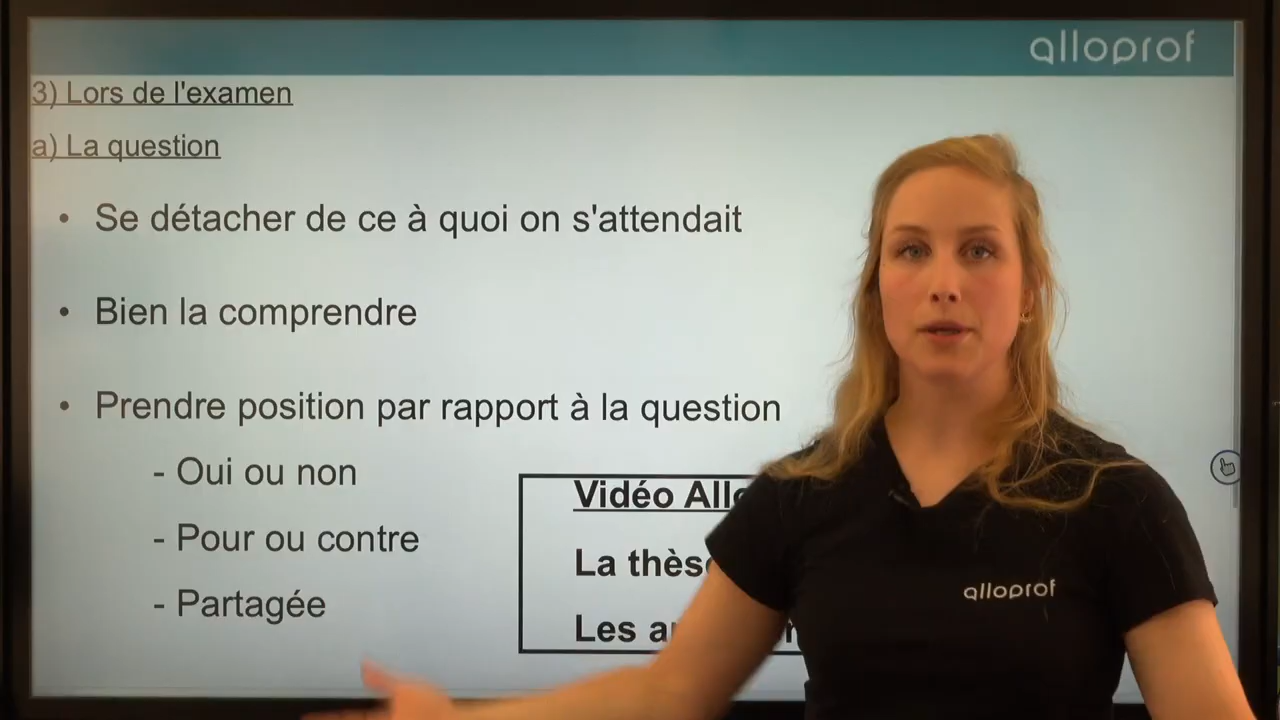 alloprof
3) Lors de l'examen
a) La question
• Se détacher de ce à quoi on s'attendait
• Bien la comprendre
• Prendre position par rapport à la question
- Oui ou non
- Pour ou contre
- Partagée
Vidéo
La
Les
alloprof